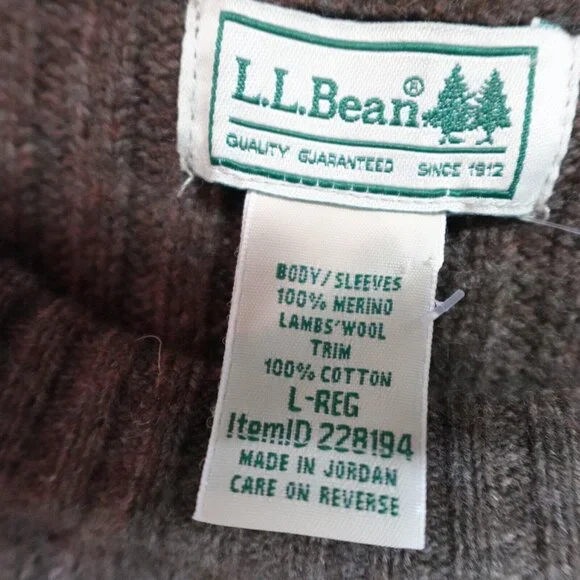 L.L.Bean®
QUALITY GUARANTEED SINCE 1912
BODY/SLEEVES
100% MERINO
LAMBS'WOOL
TRIM
100% COTTON
L-REG
ItemID 228194
MADE IN JORDAN
CARE ON REVERSE